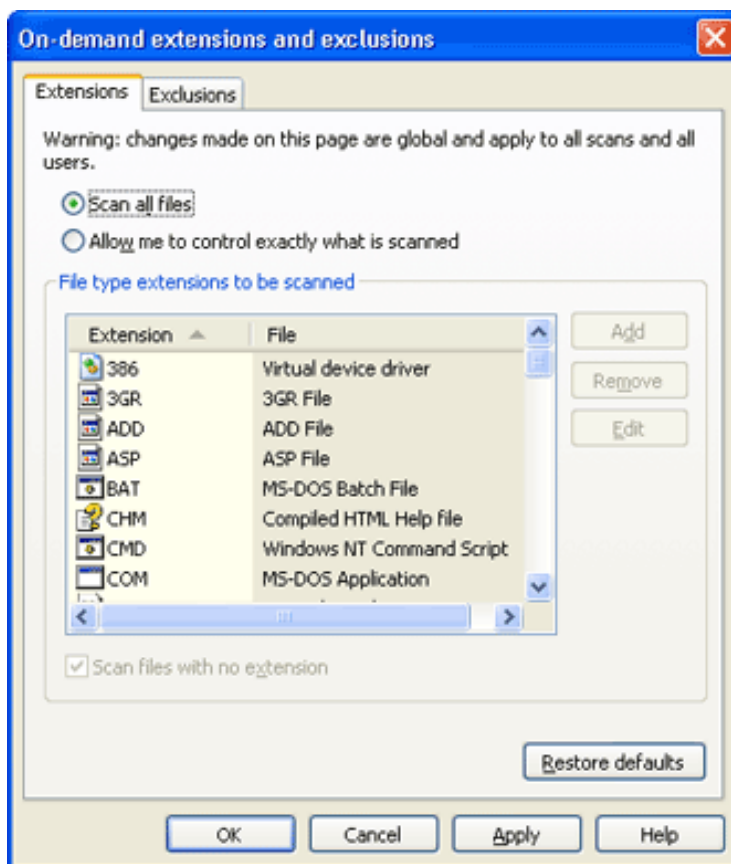 On-demand extensions and exclusions
Extensions
Exclusions
Warning: changes made on this page are global and apply to all scans and all
users.
Scan all files
Allow me to control exactly what is scanned
File type extensions to be scanned
Extension File
386 Virtual device driver
3GR 3GR File
ADD ADD File
ASP ASP File
BAT MS-DOS Batch File
CHM Compiled HTML Help file
CMD Windows NT Command Script
COM MS-DOS Application
Add
Remove
Edit
Scan files with no extension
Restore defaults
OK
Cancel
Apply
Help